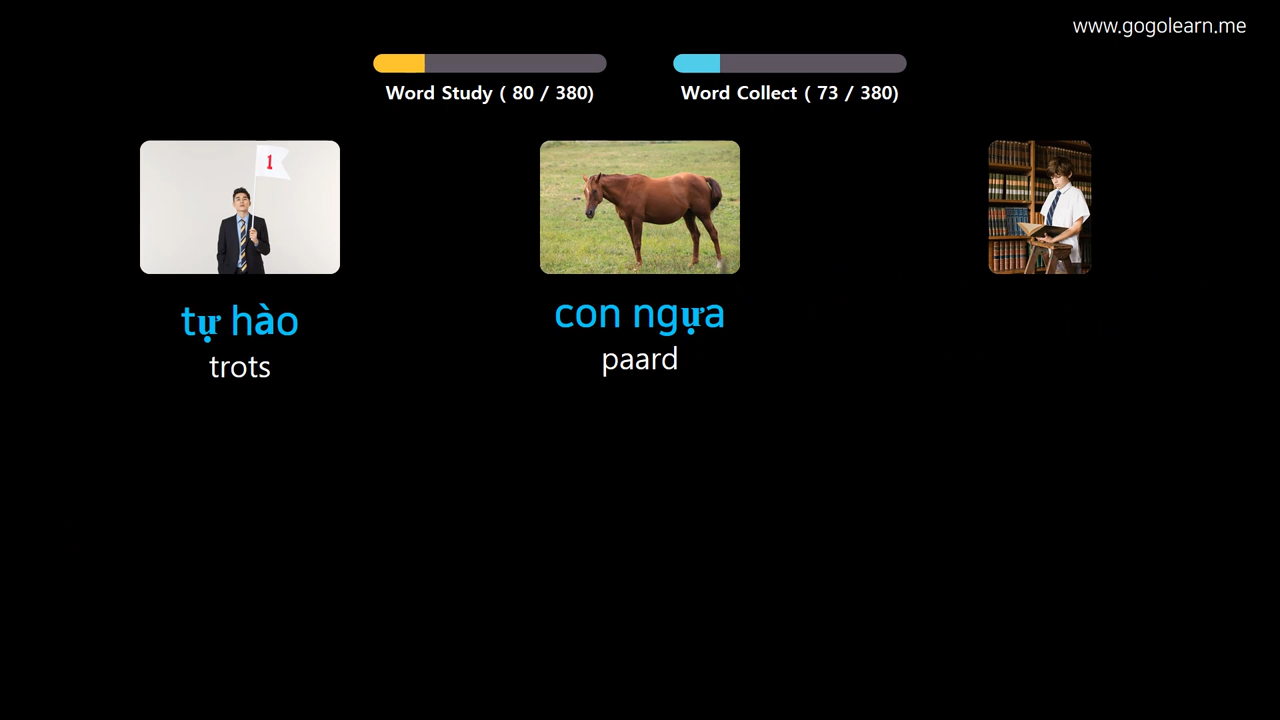 www.gogolearn.me
Word Study ( 80 / 380)
Word Collect ( 73 / 380)
1
tự hào
trots
con ngựa
paard